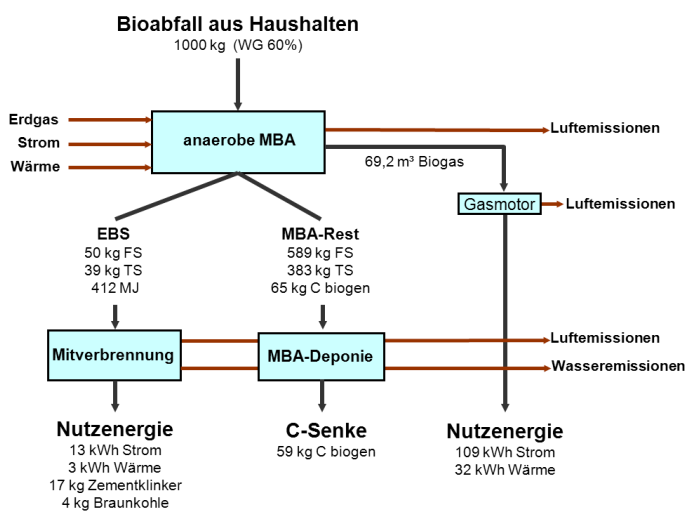 Bioabfall aus Haushalten
1000 kg (WG 60%)
Erdgas
Strom
Wärme
anaerobe MBA
Luftemissionen
69,2 m³ Biogas
Gasmotor
Luftemissionen
EBS
50 kg FS
39 kg TS
412 MJ
MBA-Rest
589 kg FS
383 kg TS
65 kg C biogen
Mitverbrennung
MBA-Deponie
Luftemissionen
Wasseremissionen
Nutzenergie
13 kWh Strom
3 kWh Wärme
17 kg Zementklinker
4 kg Braunkohle
C-Senke
59 kg C biogen
Nutzenergie
109 kWh Strom
32 kWh Wärme